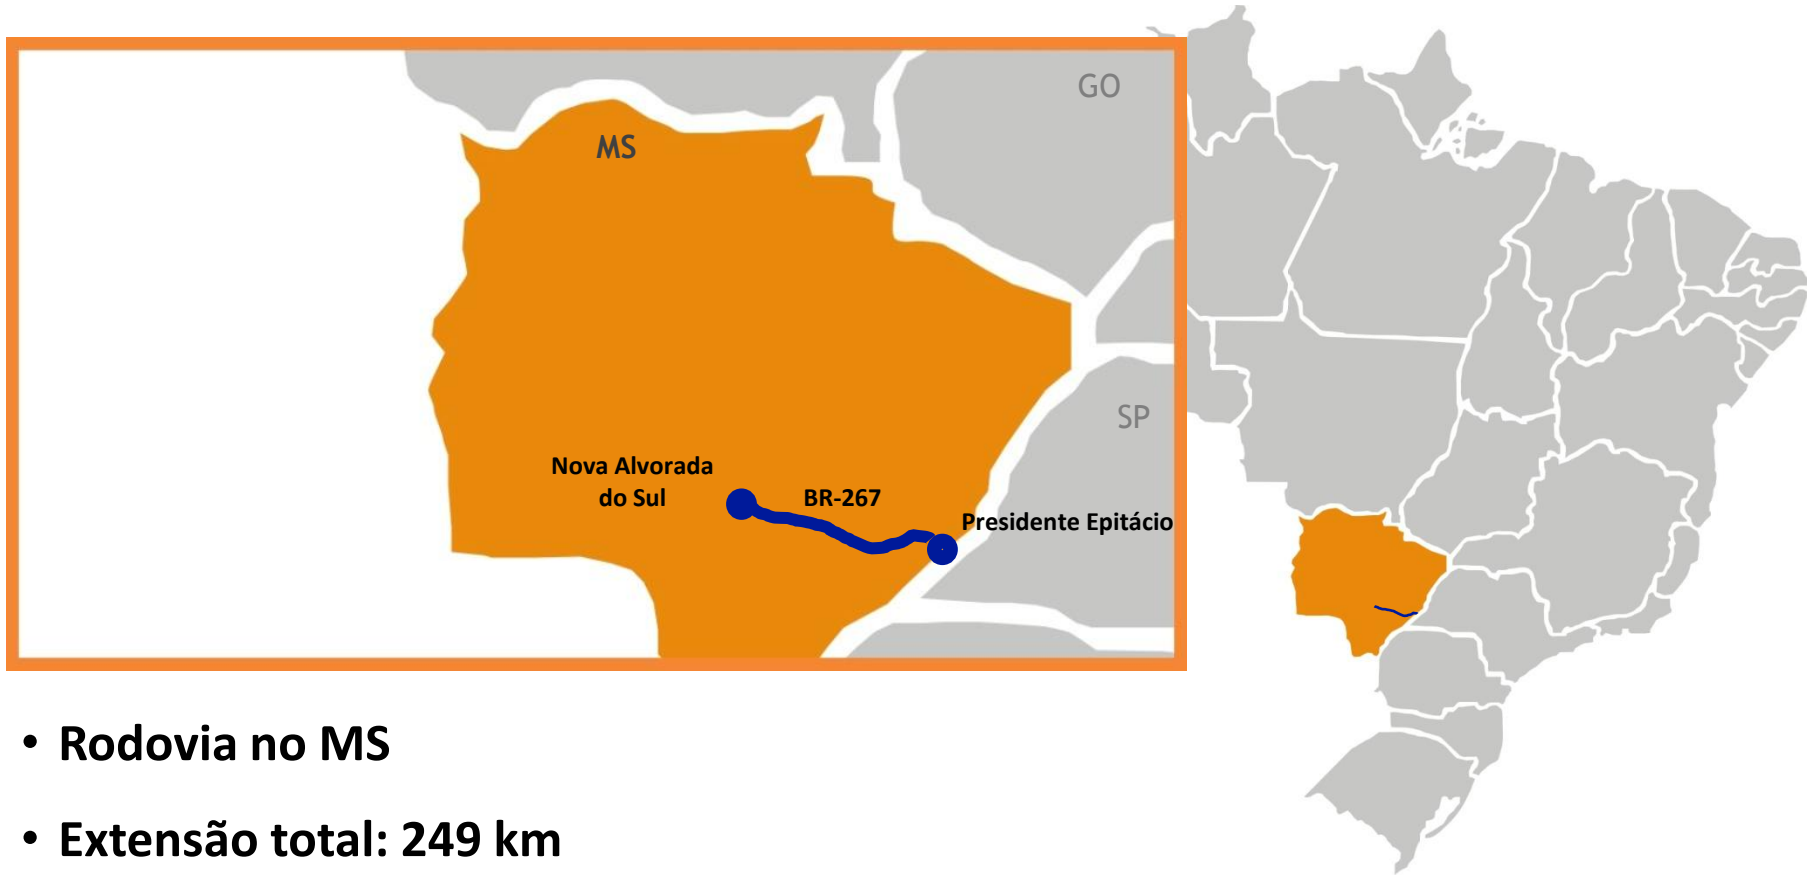 GO
MS
SP
Nova Alvorada
do Sul
BR-267
Presidente Epitácio
• Rodovia no MS
• Extensão total: 249 km